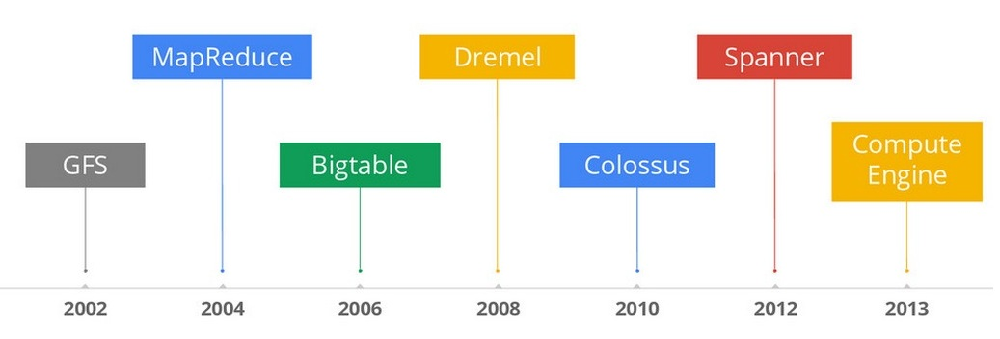 MapReduce
Dremel
Spanner
GFS
Bigtable
Colossus
Compute
Engine
2002
2004
2006
2008
2010
2012
2013